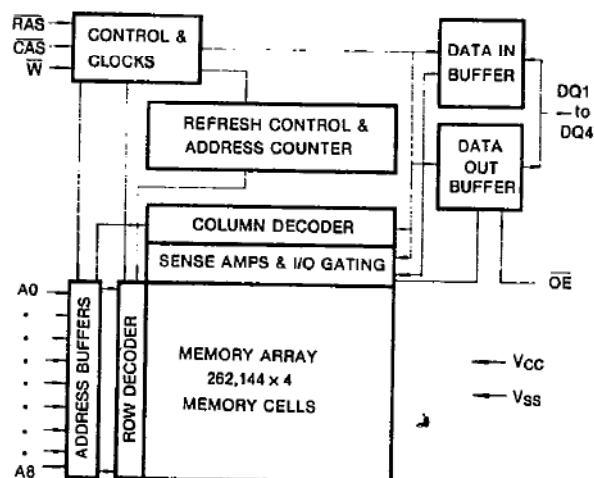 RAS
CAS
W
CONTROL &
CLOCKS
DATA IN
BUFFER
DQ1
to
DQ4
REFRESH CONTROL &
ADDRESS COUNTER
DATA
OUT
BUFFER
COLUMN DECODER
SENSE AMPS & I/O GATING
OE
A0
A8
ADDRESS BUFFERS
ROW DECODER
MEMORY ARRAY
262,144 x 4
MEMORY CELLS
VCC
VSS